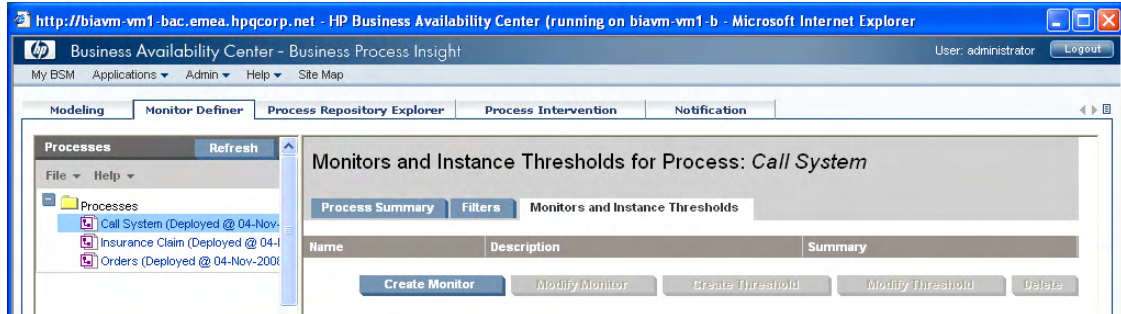 http://biavm-vm1-bac.emea.hpqcorp.net - HP Business Availability Center (running on biavm-vm1-b - Microsoft Internet Explorer
hp Business Availability Center - Business Process Insight User: administrator Logout
My BSM Applications Admin Help Site Map
Modeling Monitor Definer Process Repository Explorer Process Intervention Notification
Processes Refresh
File Help
Monitors and Instance Thresholds for Process: Call System
Processes
Call System (Deployed @ 04-Nov-
Insurance Claim (Deployed @ 04-
Orders (Deployed @ 04-Nov-2008
Process Summary Filters Monitors and Instance Thresholds
Name Description Summary
Create Monitor Modify Monitor Create Threshold Modify Threshold Delete